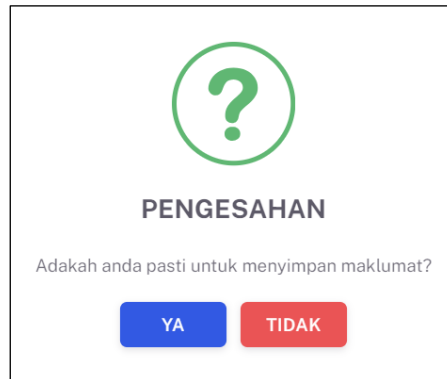 ?
PENGESAHAN
Adakah anda pasti untuk menyimpan maklumat?
YA
TIDAK